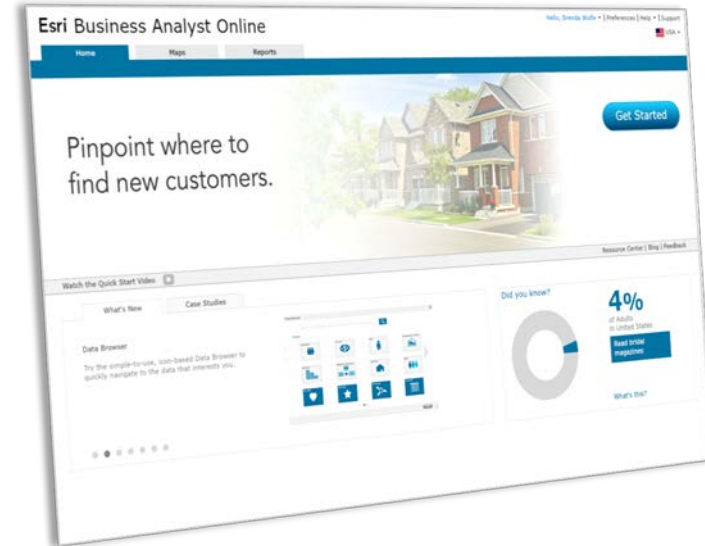 Esri Business Analyst Online
Hello, Brenda Wolfe | Preferences | Help | Support
USA
Home Maps Reports
Pinpoint where to
find new customers.
Get Started
Resource Center | Blog | Feedback
Watch the Quick Start Video
What's New Case Studies
Data Browser
Try the simple-to-use, icon-based Data Browser to
quickly navigate to the data that interests you.
Did you know?
4%
of Adults
in United States
Read bridal
magazines
What's this?